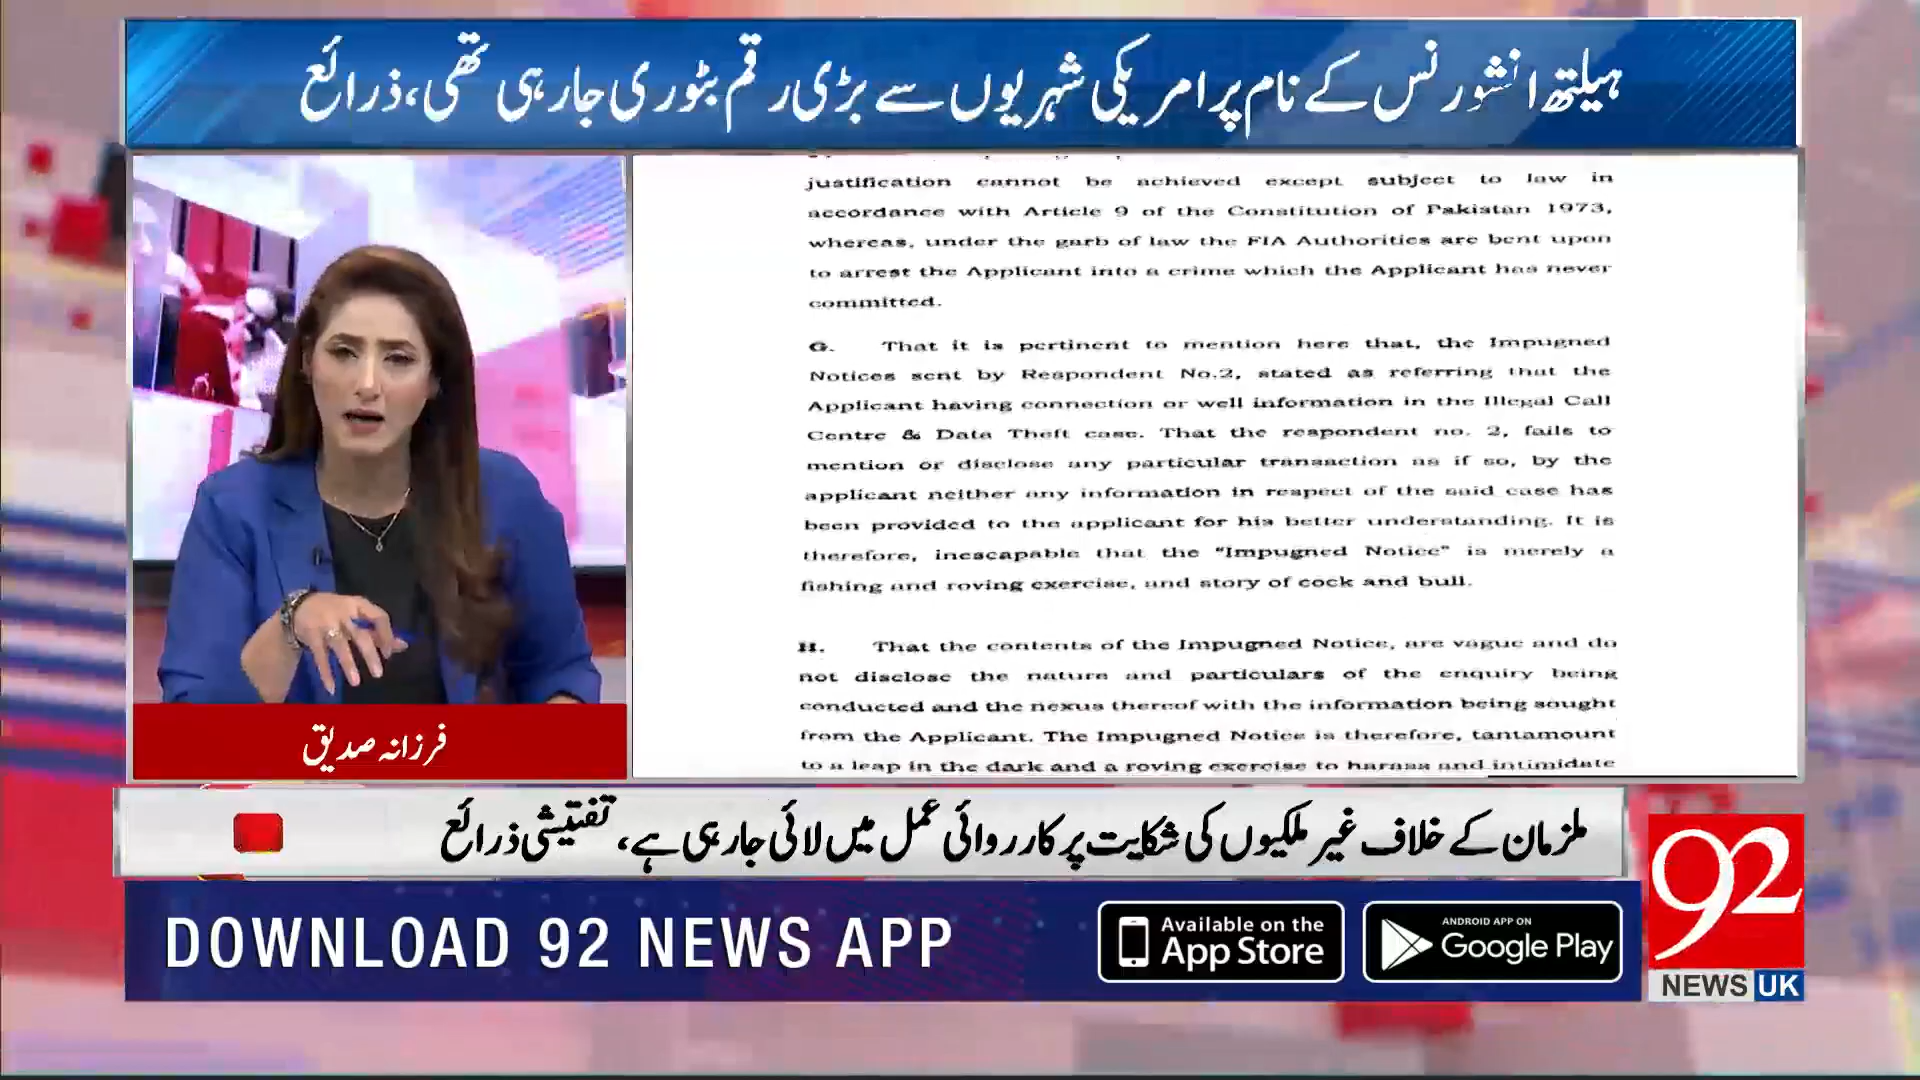 ہیلتھ انشورنس کے نام پر امریکی شہریوں سے بڑی رقم بٹوری جا رہی تھی، ذرائع
justification cannot be achieved except subject to law in
accordance with Article 9 of the Constitution of Pakistan 1973,
whereas, under the garb of law the FIA Authorities are bent upon
to arrest the Applicant into a crime which the Applicant has never
committed.
G. That it is pertinent to mention here that, the Impugned
Notices sent by Respondent No.2, stated as referring that the
Applicant having connection or well information in the Illegal Call
Centre & Data Theft case. That the respondent no. 2, fails to
mention or disclose any particular transaction as if so, by the
applicant neither any information in respect of the said case has
been provided to the applicant for his better understanding. It is
therefore, inescapable that the "Impugned Notice" is merely a
fishing and roving exercise, and story of cock and bull.
H. That the contents of the Impugned Notice, are vague and do
not disclose the nature and particulars of the enquiry being
conducted and the nexus thereof with the information being sought
from the Applicant. The Impugned Notice is therefore, tantamount
to a leap in the dark and a roving exercise to harass and intimidate
فرزانہ صدیق
ملزمان کے خلاف غیر ملکیوں کی شکایت پر کارروائی عمل میں لائی جا رہی ہے، تفتیشی ذرائع
DOWNLOAD 92 NEWS APP
Available on the
App Store
ANDROID APP ON
Google Play
92
NEWS UK